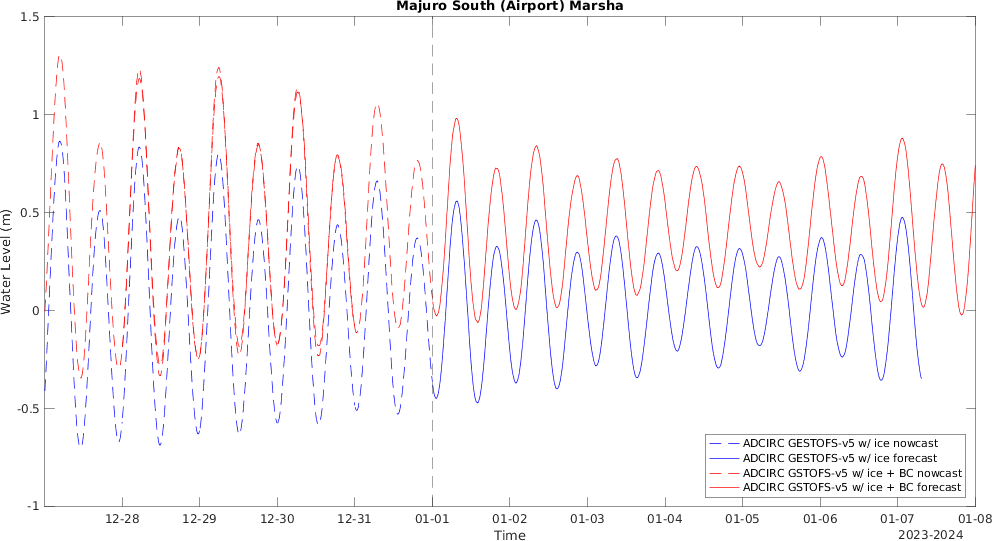 Majuro South (Airport) Marsha
Water Level (m)
1.5
1
0.5
0
-0.5
-1
12-28
12-29
12-30
12-31
01-01
01-02
01-03
01-04
01-05
01-06
01-07
01-08
Time
2023-2024
ADCIRC GESTOFS-v5 w/ ice nowcast
ADCIRC GESTOFS-v5 w/ ice forecast
ADCIRC GSTOFS-v5 w/ ice + BC nowcast
ADCIRC GSTOFS-v5 w/ ice + BC forecast